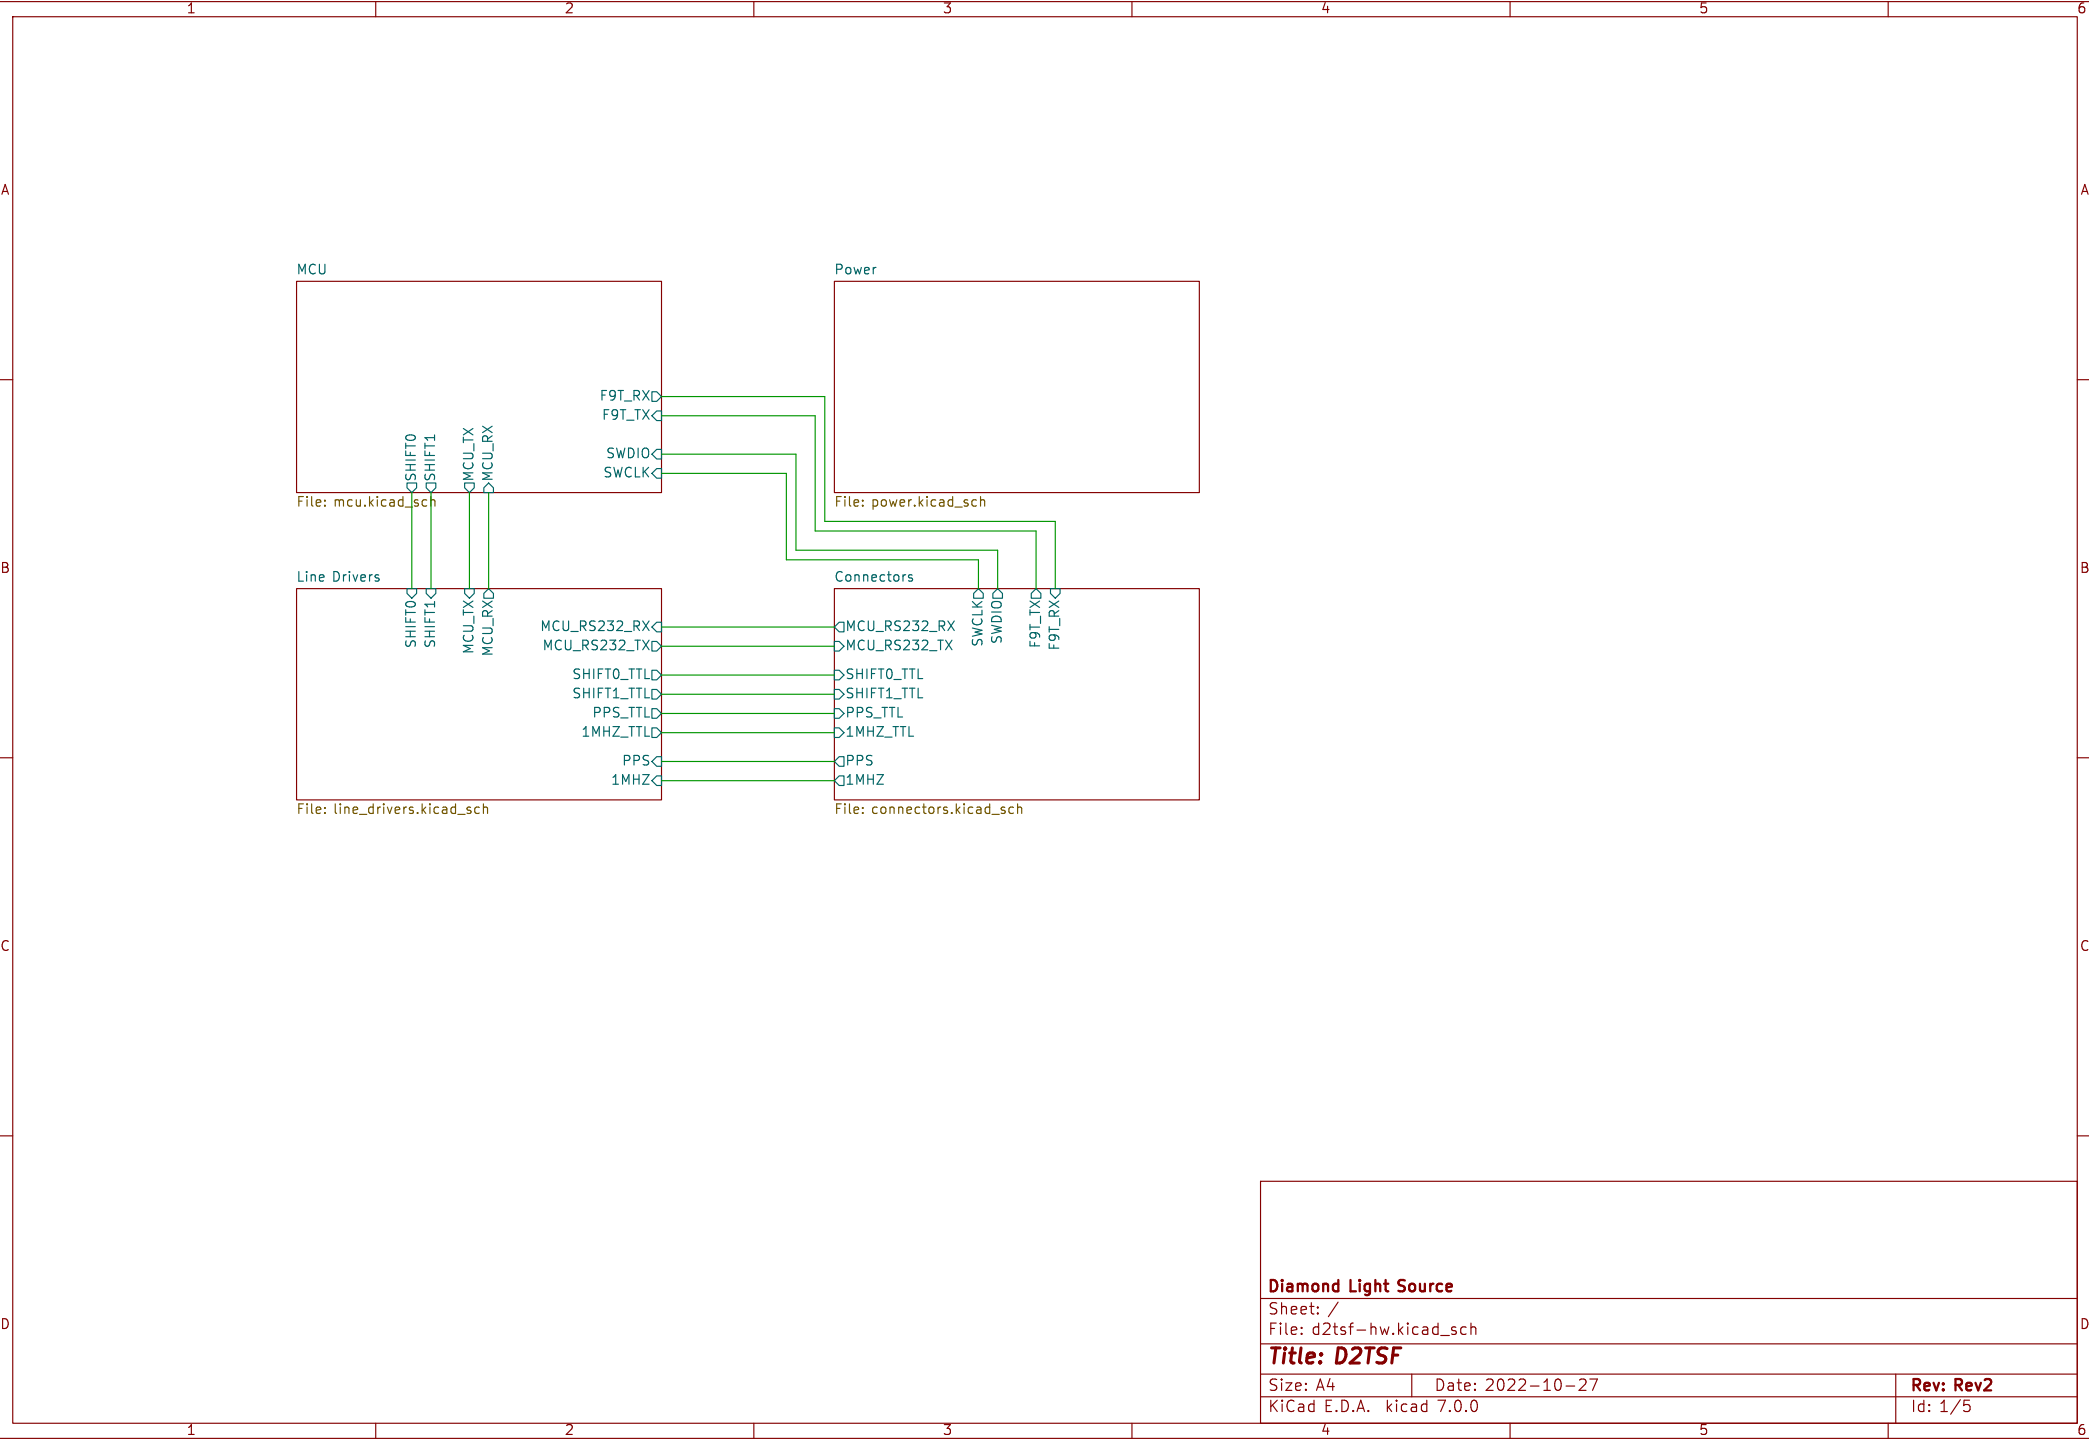 1 2 3 4 5 6
A A
MCU
Power
F9T_RX
F9T_TX
SWDIO
SWCLK
SHIFT0
SHIFT1
MCU_TX
MCU_RX
File: mcu.kicad_sch
File: power.kicad_sch
B B
Line Drivers
Connectors
SHIFT0
SHIFT1
MCU_TX
MCU_RX
SWCLK
SWDIO
F9T_TX
F9T_RX
MCU_RS232_RX MCU_RS232_RX
MCU_RS232_TX MCU_RS232_TX
SHIFT0_TTL SHIFT0_TTL
SHIFT1_TTL SHIFT1_TTL
PPS_TTL PPS_TTL
1MHZ_TTL 1MHZ_TTL
PPS PPS
1MHZ 1MHZ
File: line_drivers.kicad_sch
File: connectors.kicad_sch
C C
Diamond Light Source
Sheet: /
File: d2tsf-hw.kicad_sch
D D
Title: D2TSF
Size: A4 Date: 2022-10-27 Rev: Rev2
KiCad E.D.A. kicad 7.0.0 Id: 1/5
1 2 3 4 5 6